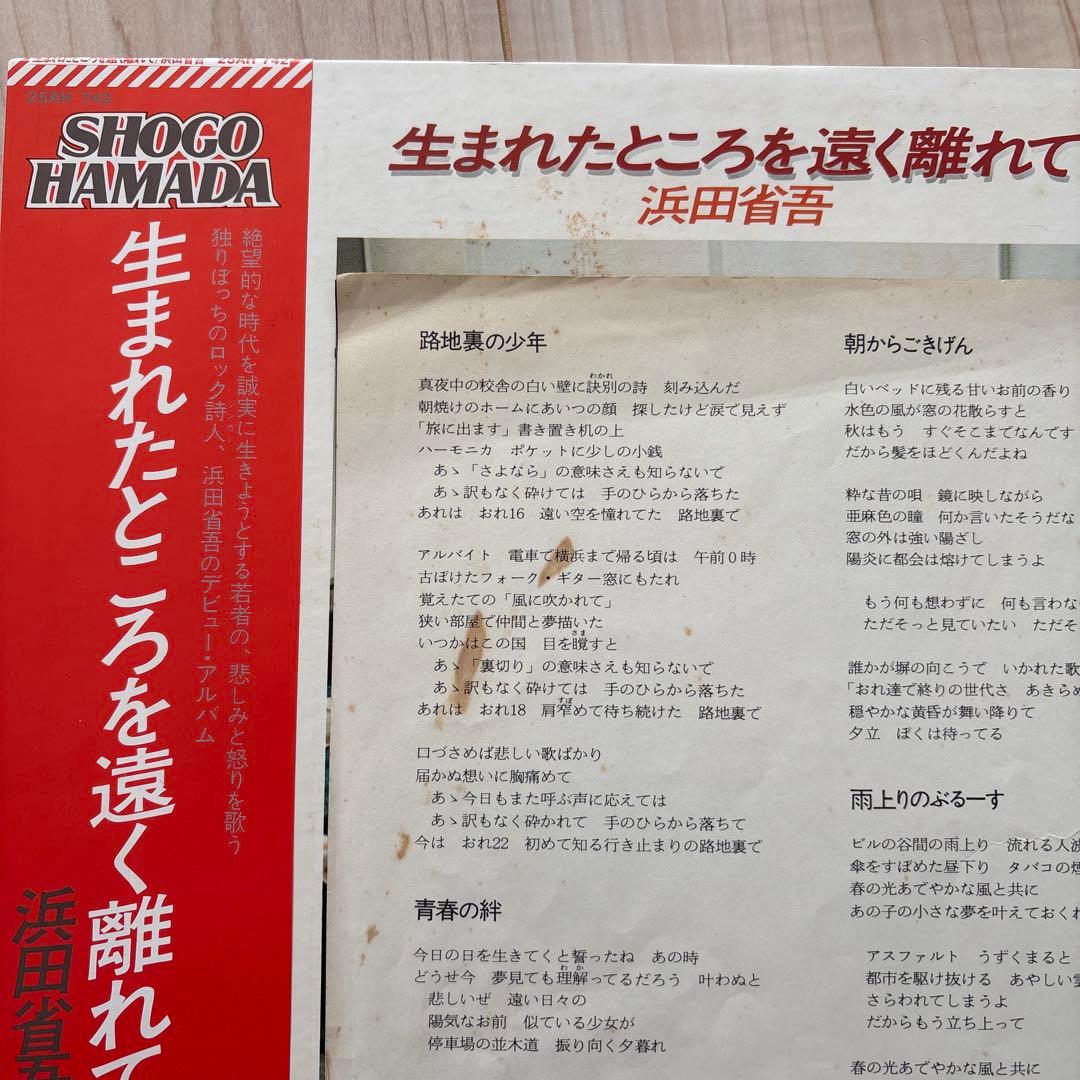 生まれたところを遠く離れて/浜田省吾 25AH 742
25AH 742
SHOGO
HAMADA
絶望的な時代を誠実に生きようとする若者の、悲しみと怒りを歌う
独りぽっちのロック詩人、浜田省吾のデビュー・アルバム
シンガー
生まれたところを遠く離れて
浜田省吾
生まれたところを遠く離れて
浜田省吾
路地裏の少年
わかれ
真夜中の校舎の白い壁に訣別の詩 刻み込んだ
朝焼けのホームにあいつの顔 探したけど涙で見えず
「旅に出ます」書き置き机の上
ハーモニカ ポケットに少しの小銭
あゝ「さよなら」の意味さえも知らないで
あゝ訳もなく砕けては 手のひらから落ちた
あれは おれ16 遠い空を憧れてた 路地裏で
アルバイト 電車で横浜まで帰る頃は 午前0時
古ぼけたフォーク・ギター窓にもたれ
覚えたての「風に吹かれて」
狭い部屋で仲間と夢描いた
さま
いつかはこの国 目を覚すと
あゝ「裏切り」の意味さえも知らないで
あゝ訳もなく砕けては 手のひらから落ちた
すぼ
あれは おれ18 肩窄めて待ち続けた 路地裏で
口づさめば悲しい歌ばかり
届かぬ想いに胸痛めて
あゝ今日もまた呼ぶ声に応えては
あゝ訳もなく砕かれて 手のひらから落ちて
今は おれ22 初めて知る行き止まりの路地裏で
青春の絆
今日の日を生きてくと誓ったね あの時
わか
どうせ今 夢見ても理解ってるだろう 叶わぬと
悲しいぜ 遠い日々の
陽気なお前 似ている少女が
停車場の並木道 振り向く夕暮れ
朝からごきげん
白いベッドに残る甘いお前の香り
水色の風が窓の花散らすと
秋はもう すぐそこまでなんです
だから髪をほどくんだよね
粋な昔の唄 鏡に映しながら
亜麻色の瞳 何か言いたそうだな
窓の外は強い陽ざし
陽炎に都会は熔けてしまうよ
もう何も想わずに 何も言わな
ただそっと見ていたい ただそ
誰かが塀の向こうで いかれた歌
「おれ達で終りの世代さ あきらめ
穏やかな黄昏が舞い降りて
夕立 ぼくは待ってる
雨上りのぶるーす
ビルの谷間の雨上り 流れる人波
傘をすぼめた昼下り タバコの煙
春の光あでやかな風と共に
あの子の小さな夢を叶えておくれ
アスファルト うずくまると
都市を駆け抜ける あやしい
さらわれてしまうよ
だからもう立ち上って
春の光あでやかな風と共に